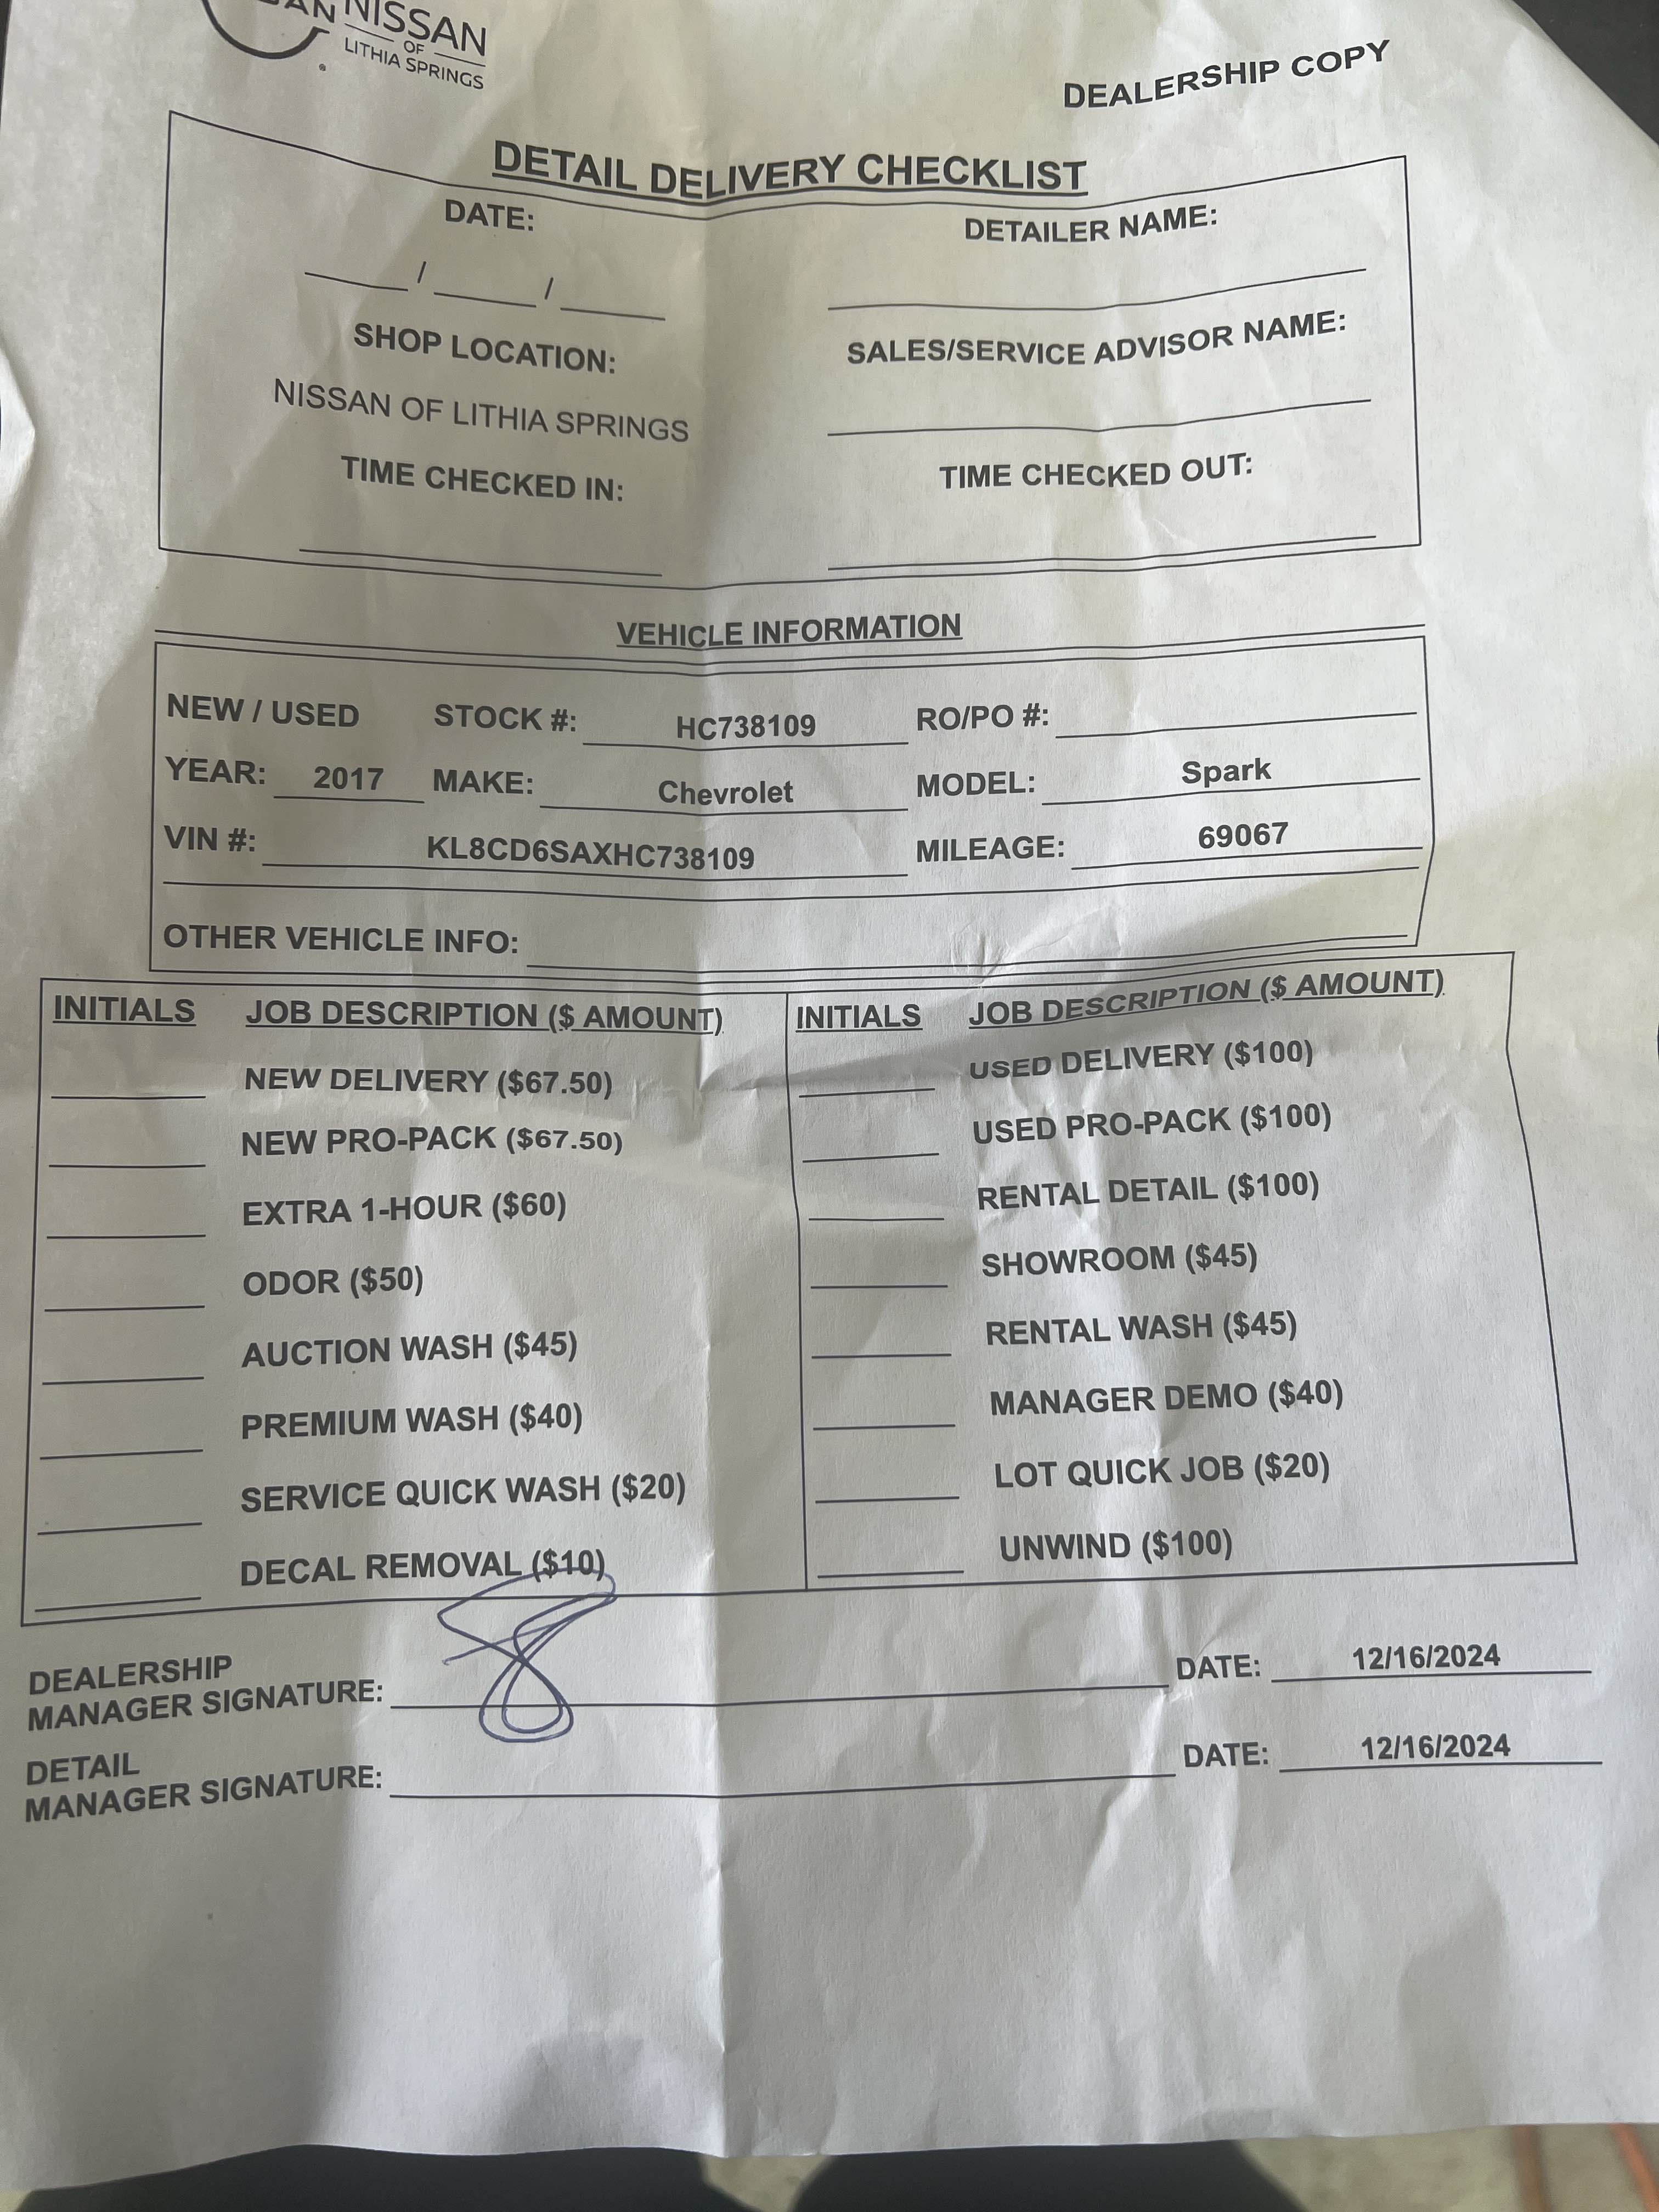 NISSAN
OF
LITHIA SPRINGS
DEALERSHIP COPY
DETAIL DELIVERY CHECKLIST
DATE: DETAILER NAME:
____/____/____
SHOP LOCATION: SALES/SERVICE ADVISOR NAME:
NISSAN OF LITHIA SPRINGS
TIME CHECKED IN: TIME CHECKED OUT:
VEHICLE INFORMATION
NEW / USED STOCK #: HC738109 RO/PO #:
YEAR: 2017 MAKE: Chevrolet MODEL: Spark
VIN #: KL8CD6SAXHC738109 MILEAGE: 69067
OTHER VEHICLE INFO:
INITIALS JOB DESCRIPTION ($ AMOUNT) INITIALS JOB DESCRIPTION ($ AMOUNT)
NEW DELIVERY ($67.50) USED DELIVERY ($100)
NEW PRO-PACK ($67.50) USED PRO-PACK ($100)
EXTRA 1-HOUR ($60) RENTAL DETAIL ($100)
ODOR ($50) SHOWROOM ($45)
AUCTION WASH ($45) RENTAL WASH ($45)
PREMIUM WASH ($40) MANAGER DEMO ($40)
SERVICE QUICK WASH ($20) LOT QUICK JOB ($20)
DECAL REMOVAL ($10) UNWIND ($100)
DEALERSHIP
MANAGER SIGNATURE: DATE: 12/16/2024
DETAIL
MANAGER SIGNATURE: DATE: 12/16/2024